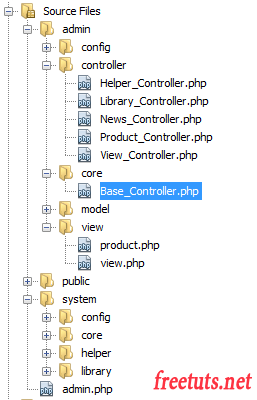 Source Files
admin
config
controller
Helper_Controller.php
Library_Controller.php
News_Controller.php
Product_Controller.php
View_Controller.php
core
Base_Controller.php
model
view
product.php
view.php
public
system
config
core
helper
library
admin.php
freetuts.net